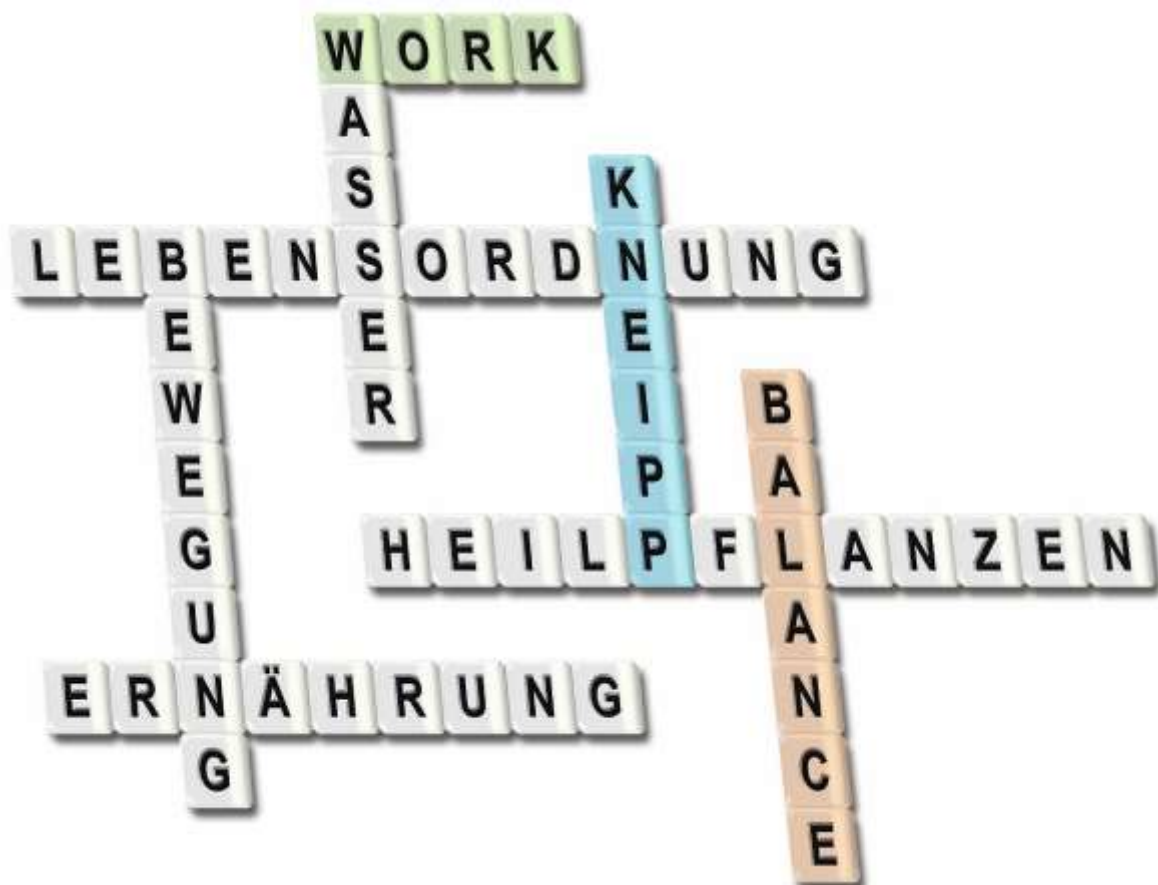 WORK
WASSER
KNEIPP
LEBENSORDNUNG
BEWEGUNG
BALANCE
HEILPFLANZEN
ERNÄHRUNG